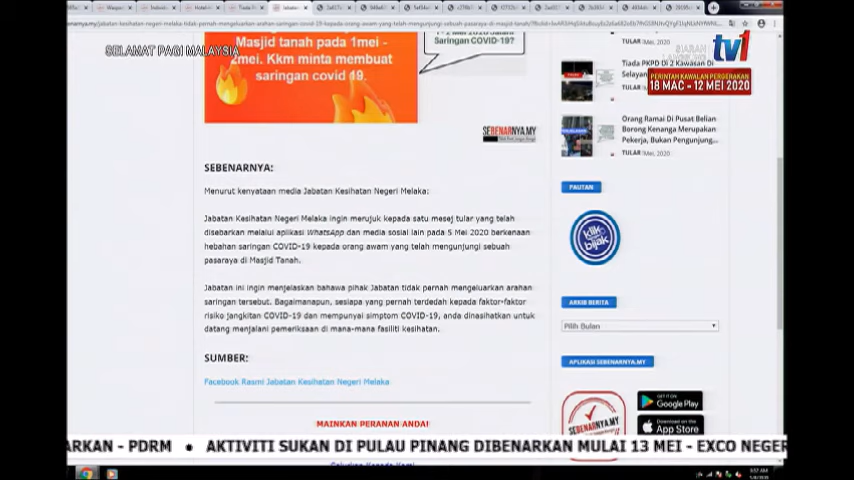 SELAMAT PAGI MALAYSIA
SIARAN
tv1
PERINTAH KAWALAN PERGERAKAN
18 MAC - 12 MEI 2020
Masjid tanah pada 1mei -
2mei. Kkm minta membuat
saringan covid 19.
Saringan COVID-19?
SEBENARNYA.MY
SEBENARNYA:
Menurut kenyataan media Jabatan Kesihatan Negeri Melaka:
Jabatan Kesihatan Negeri Melaka ingin merujuk kepada satu mesej tular yang telah
disebarkan melalui aplikasi WhatsApp dan media sosial lain pada 5 Mei 2020 berkenaan
hebahan saringan COVID-19 kepada orang awam yang telah mengunjungi sebuah
pasaraya di Masjid Tanah.
Jabatan ini ingin menjelaskan bahawa pihak Jabatan tidak pernah mengeluarkan arahan
saringan tersebut. Bagaimanapun, sesiapa yang pernah terdedah kepada faktor-faktor
risiko jangkitan COVID-19 dan mempunyai simptom COVID-19, anda dinasihatkan untuk
datang menjalani pemeriksaan di mana-mana fasiliti kesihatan.
SUMBER:
Facebook Rasmi Jabatan Kesihatan Negeri Melaka
MAINKAN PERANAN ANDA!
TULAR Mei, 2020
Tiada PKPD Di 2 Kawasan Di
Selayan
TULAR
Orang Ramai Di Pusat Belian
Borong Kenanga Merupakan
Pekerja, Bukan Pengunjung...
TULAR Mei, 2020
PAUTAN
klik
bijak
ARKIB BERITA
Pilih Bulan
APLIKASI SEBENARNYA.MY
SEBENARNYA.MY
GET IT ON
Google Play
Download on the
App Store
ARKAN - PDRM ● AKTIVITI SUKAN DI PULAU PINANG DIBENARKAN MULAI 13 MEI - EXCO NEGER